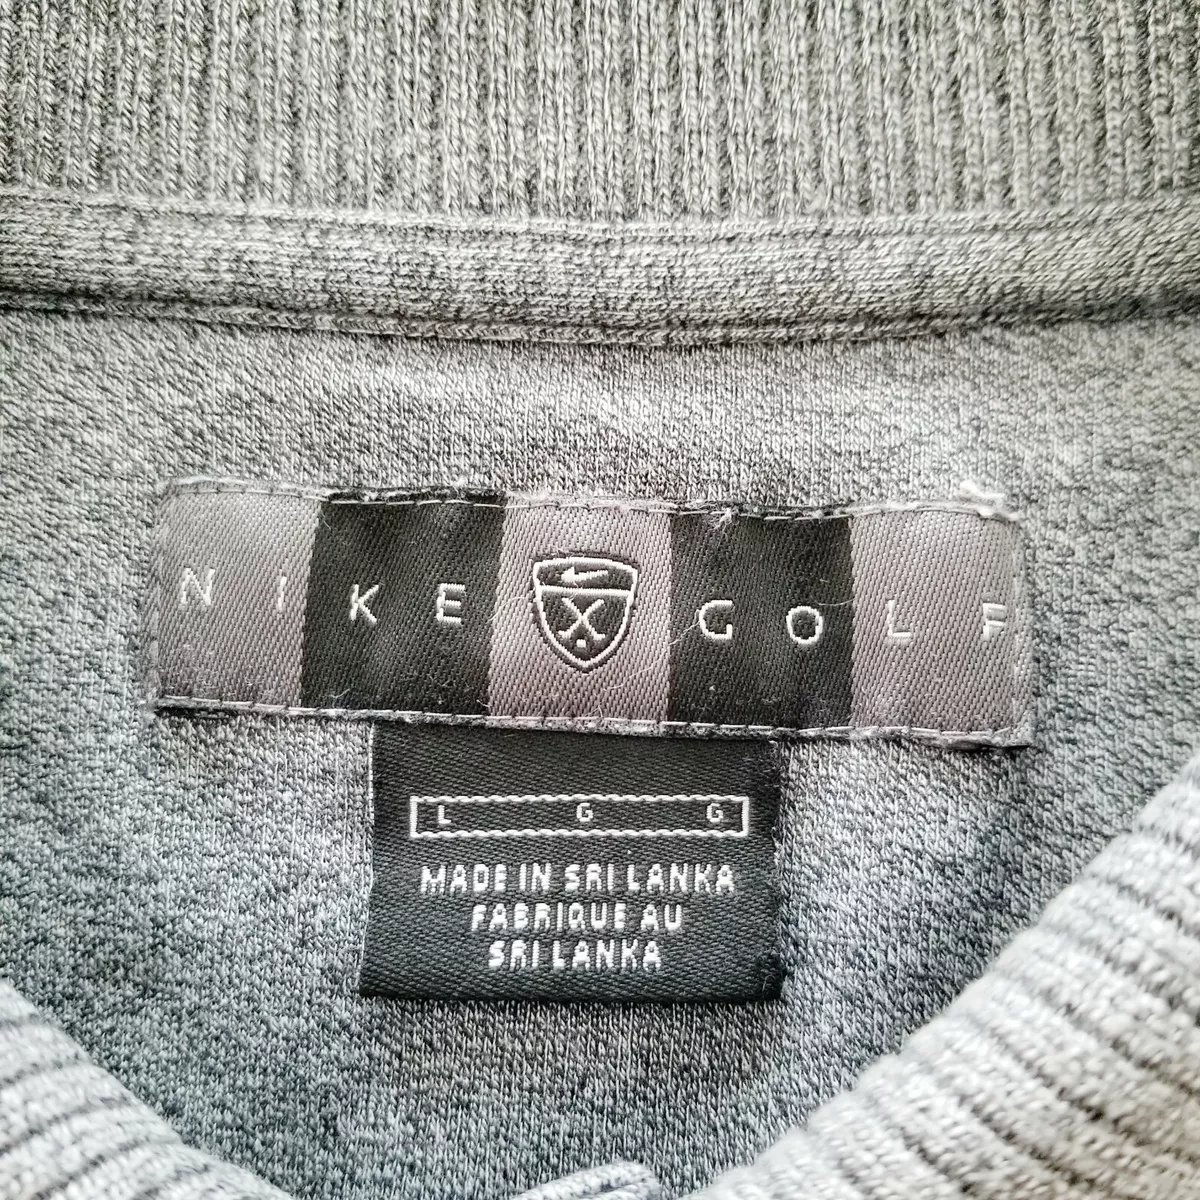 NIKE GOLF
L G G
MADE IN SRI LANKA
FABRIQUE AU
SRI LANKA